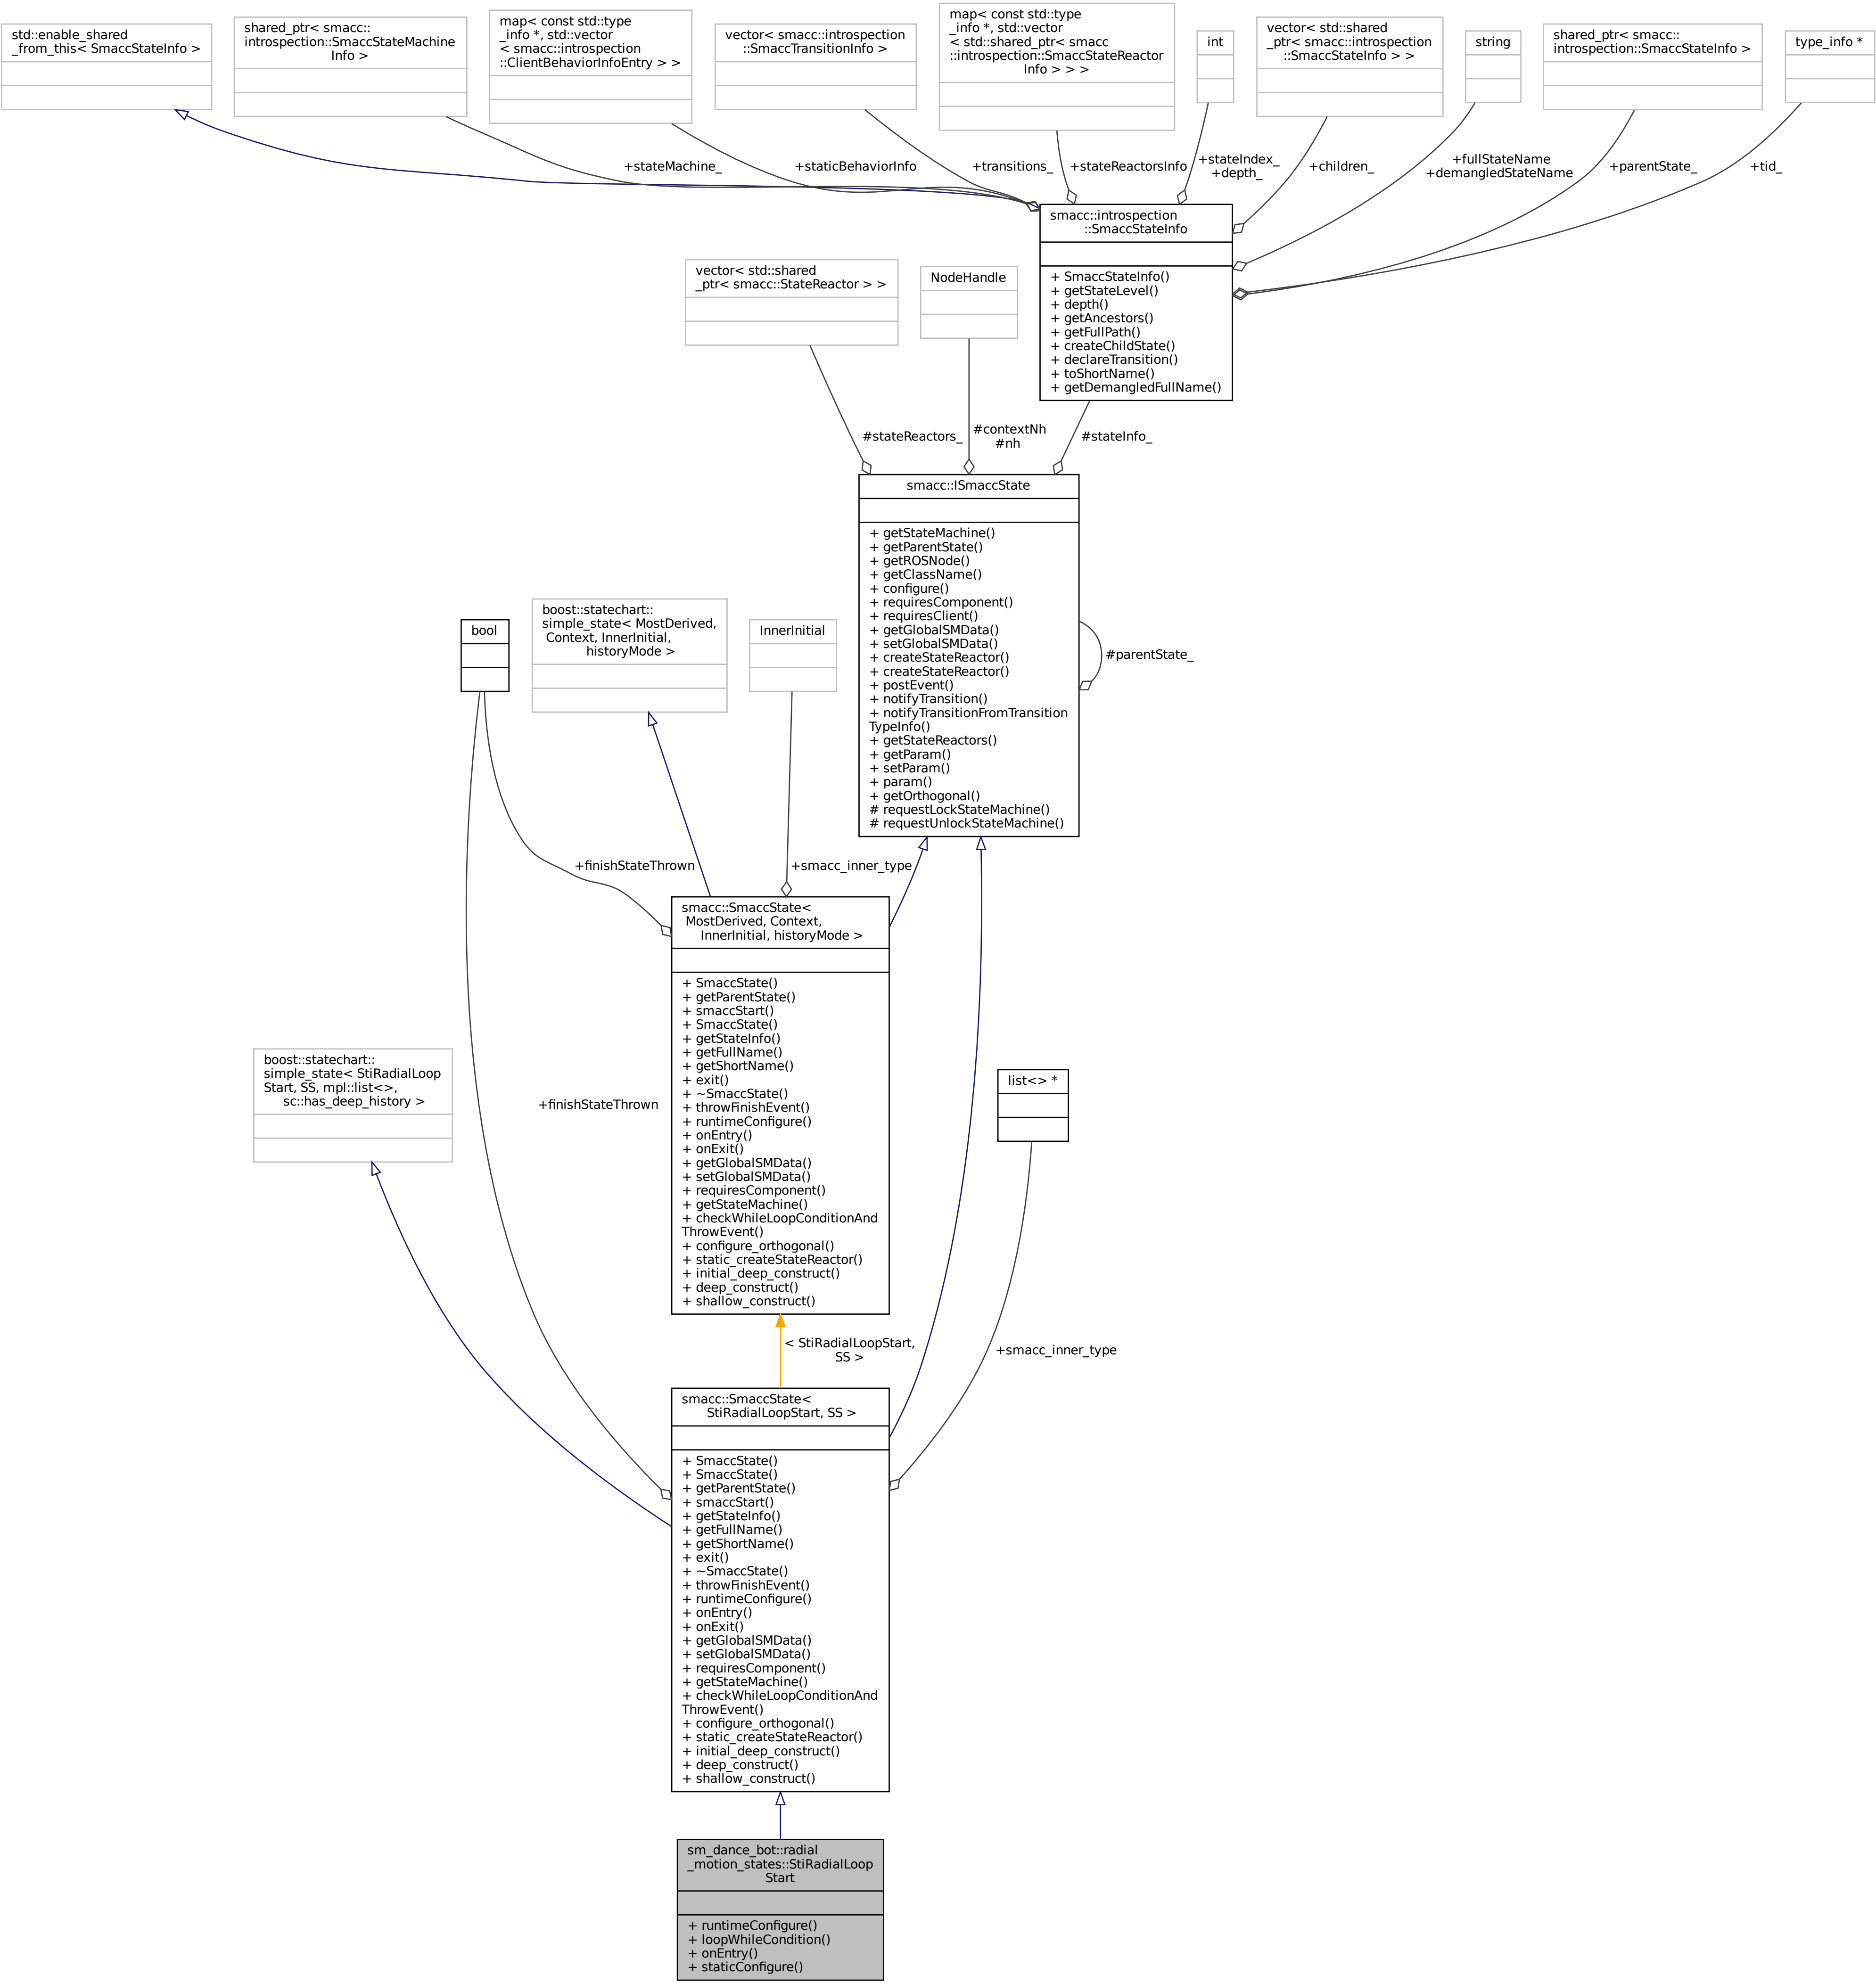 std::enable_shared
_from_this< SmaccStateInfo >
shared_ptr< smacc::
introspection::SmaccStateMachine
Info >
map< const std::type
_info *, std::vector
< smacc::introspection
::ClientBehaviorInfoEntry > >
vector< smacc::introspection
::SmaccTransitionInfo >
map< const std::type
_info *, std::vector
< std::shared_ptr< smacc
::introspection::SmaccStateReactor
Info > > >
int
vector< std::shared
_ptr< smacc::introspection
::SmaccStateInfo > >
string
shared_ptr< smacc::
introspection::SmaccStateInfo >
type_info *
+stateMachine_
+staticBehaviorInfo
+transitions_
+stateReactorsInfo
+stateIndex_
+depth_
+children_
+fullStateName
+demangledStateName
+parentState_
+tid_
smacc::introspection
::SmaccStateInfo
+ SmaccStateInfo()
+ getStateLevel()
+ depth()
+ getAncestors()
+ getFullPath()
+ createChildState()
+ declareTransition()
+ toShortName()
+ getDemangledFullName()
vector< std::shared
_ptr< smacc::StateReactor > >
NodeHandle
#stateReactors_
#contextNh
#nh
#stateInfo_
smacc::ISmaccState
+ getStateMachine()
+ getParentState()
+ getROSNode()
+ getClassName()
+ configure()
+ requiresComponent()
+ requiresClient()
+ getGlobalSMData()
+ setGlobalSMData()
+ createStateReactor()
+ createStateReactor()
+ postEvent()
+ notifyTransition()
+ notifyTransitionFromTransition
TypeInfo()
+ getStateReactors()
+ getParam()
+ setParam()
+ param()
+ getOrthogonal()
# requestLockStateMachine()
# requestUnlockStateMachine()
#parentState_
bool
boost::statechart::
simple_state< MostDerived,
Context, InnerInitial,
historyMode >
InnerInitial
+finishStateThrown
+smacc_inner_type
smacc::SmaccState<
MostDerived, Context,
InnerInitial, historyMode >
+ SmaccState()
+ getParentState()
+ smaccStart()
+ SmaccState()
+ getStateInfo()
+ getFullName()
+ getShortName()
+ exit()
+ ~SmaccState()
+ throwFinishEvent()
+ runtimeConfigure()
+ onEntry()
+ onExit()
+ getGlobalSMData()
+ setGlobalSMData()
+ requiresComponent()
+ getStateMachine()
+ checkWhileLoopConditionAnd
ThrowEvent()
+ configure_orthogonal()
+ static_createStateReactor()
+ initial_deep_construct()
+ deep_construct()
+ shallow_construct()
boost::statechart::
simple_state< StiRadialLoop
Start, SS, mpl::list<>,
sc::has_deep_history >
+finishStateThrown
list<> *
< StiRadialLoopStart,
SS >
+smacc_inner_type
smacc::SmaccState<
StiRadialLoopStart, SS >
+ SmaccState()
+ SmaccState()
+ getParentState()
+ smaccStart()
+ getStateInfo()
+ getFullName()
+ getShortName()
+ exit()
+ ~SmaccState()
+ throwFinishEvent()
+ runtimeConfigure()
+ onEntry()
+ onExit()
+ getGlobalSMData()
+ setGlobalSMData()
+ requiresComponent()
+ getStateMachine()
+ checkWhileLoopConditionAnd
ThrowEvent()
+ configure_orthogonal()
+ static_createStateReactor()
+ initial_deep_construct()
+ deep_construct()
+ shallow_construct()
sm_dance_bot::radial
_motion_states::StiRadialLoop
Start
+ runtimeConfigure()
+ loopWhileCondition()
+ onEntry()
+ staticConfigure()